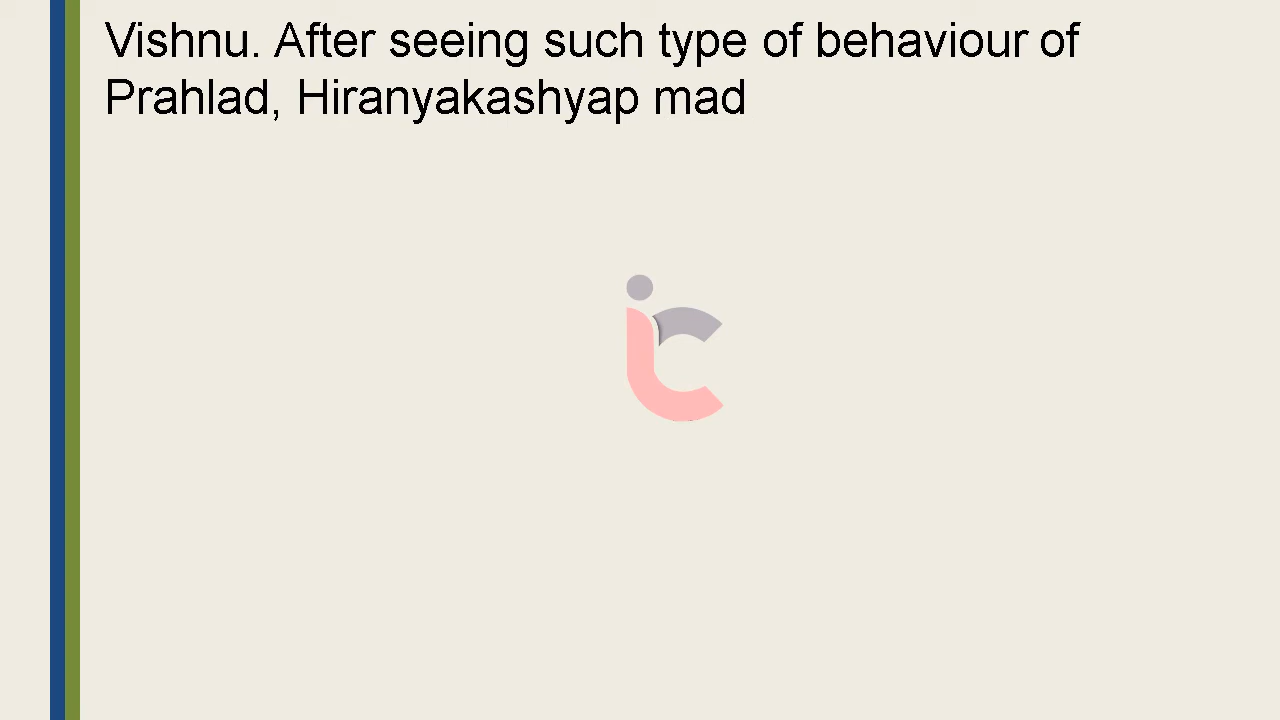 Vishnu. After seeing such type of behaviour of
Prahlad, Hiranyakashyap mad